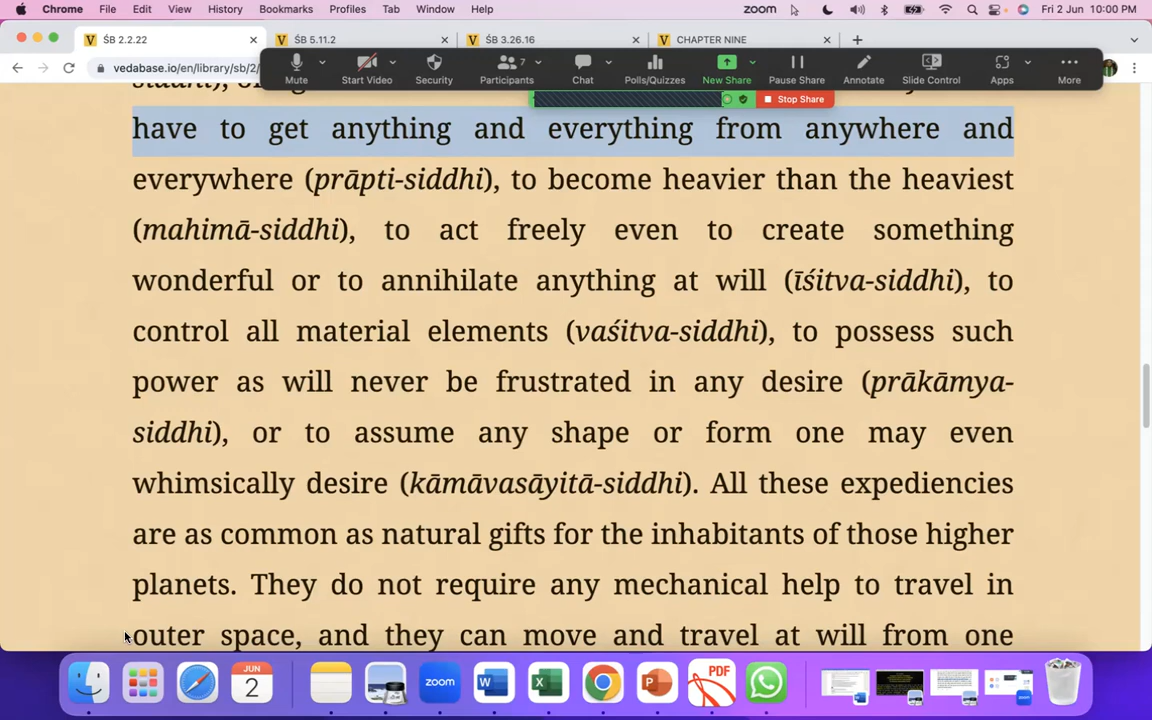 Chrome File Edit View History Bookmarks Profiles Tab Window Help zoom Fri 2 Jun 10:00 PM
ŚB 2.2.22 ŚB 5.11.2 ŚB 3.26.16 CHAPTER NINE
vedabase.io/en/library/sb/2/
Mute Start Video Security Participants 7 Chat Polls/Quizzes New Share Pause Share Annotate Slide Control Apps More
Stop Share
have to get anything and everything from anywhere and
everywhere (prāpti-siddhi), to become heavier than the heaviest
(mahimā-siddhi), to act freely even to create something
wonderful or to annihilate anything at will (īśitva-siddhi), to
control all material elements (vaśitva-siddhi), to possess such
power as will never be frustrated in any desire (prākāmya-
siddhi), or to assume any shape or form one may even
whimsically desire (kāmāvasāyitā-siddhi). All these expediencies
are as common as natural gifts for the inhabitants of those higher
planets. They do not require any mechanical help to travel in
outer space, and they can move and travel at will from one
JUN
2
zoom
W
X
P
PDF